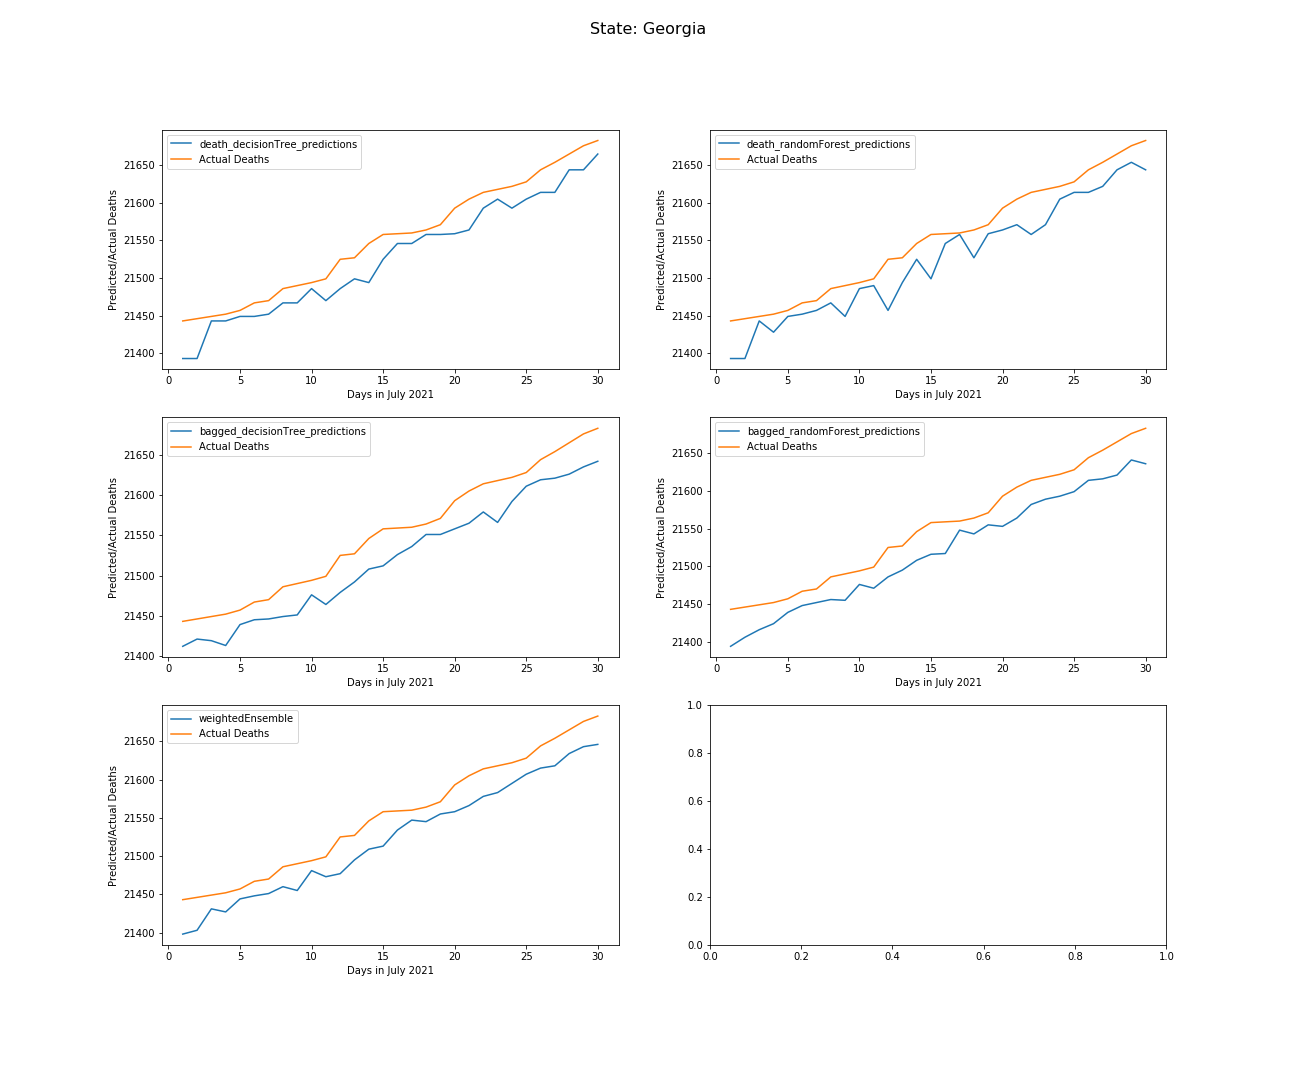 State: Georgia
death_decisionTree_predictions
Actual Deaths
Predicted/Actual Deaths
21650
21600
21550
21500
21450
21400
0 5 10 15 20 25 30
Days in July 2021
death_randomForest_predictions
Actual Deaths
Predicted/Actual Deaths
21650
21600
21550
21500
21450
21400
0 5 10 15 20 25 30
Days in July 2021
bagged_decisionTree_predictions
Actual Deaths
Predicted/Actual Deaths
21650
21600
21550
21500
21450
21400
0 5 10 15 20 25 30
Days in July 2021
bagged_randomForest_predictions
Actual Deaths
Predicted/Actual Deaths
21650
21600
21550
21500
21450
21400
0 5 10 15 20 25 30
Days in July 2021
weightedEnsemble
Actual Deaths
Predicted/Actual Deaths
21650
21600
21550
21500
21450
21400
0 5 10 15 20 25 30
Days in July 2021
1.0
0.8
0.6
0.4
0.2
0.0
0.0 0.2 0.4 0.6 0.8 1.0